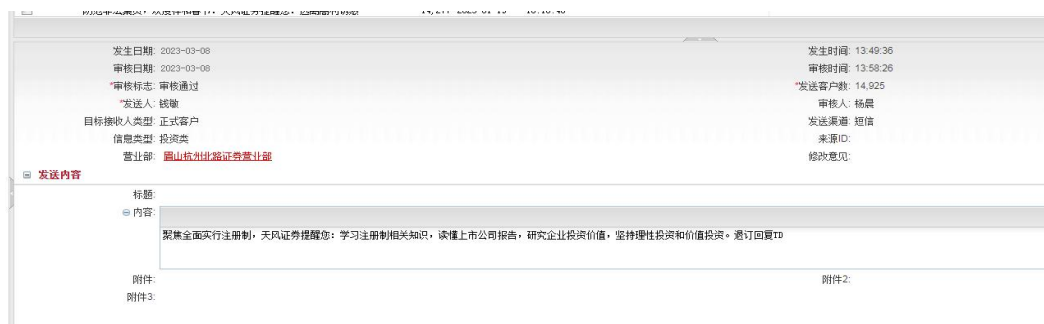 发生日期: 2023-03-08 发生时间: 13:49:36
审核日期: 2023-03-08 审核时间: 13:58:26
*审核标志: 审核通过 *发送客户数: 14,925
*发送人: 钱敏 审核人: 杨晨
目标接收人类型: 正式客户 发送渠道: 短信
信息类型: 投资类 来源ID:
营业部: 眉山杭州北路证券营业部 修改意见:
发送内容
标题:
内容:
聚焦全面实行注册制，天风证券提醒您：学习注册制相关知识，读懂上市公司报告，研究企业投资价值，坚持理性投资和价值投资。退订回复TD
附件: 附件2:
附件3: